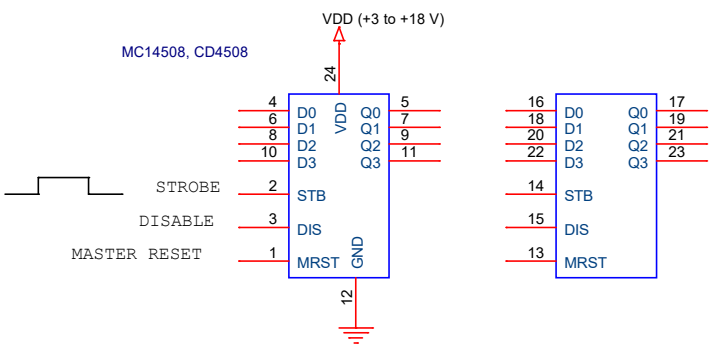 VDD (+3 to +18 V)
MC14508, CD4508
24
4 D0 VDD Q0 5
6 D1 Q1 7
8 D2 Q2 9
10 D3 Q3 11
STROBE 2 STB
DISABLE 3 DIS
MASTER RESET 1 MRST GND
12
16 D0 Q0 17
18 D1 Q1 19
20 D2 Q2 21
22 D3 Q3 23
14 STB
15 DIS
13 MRST